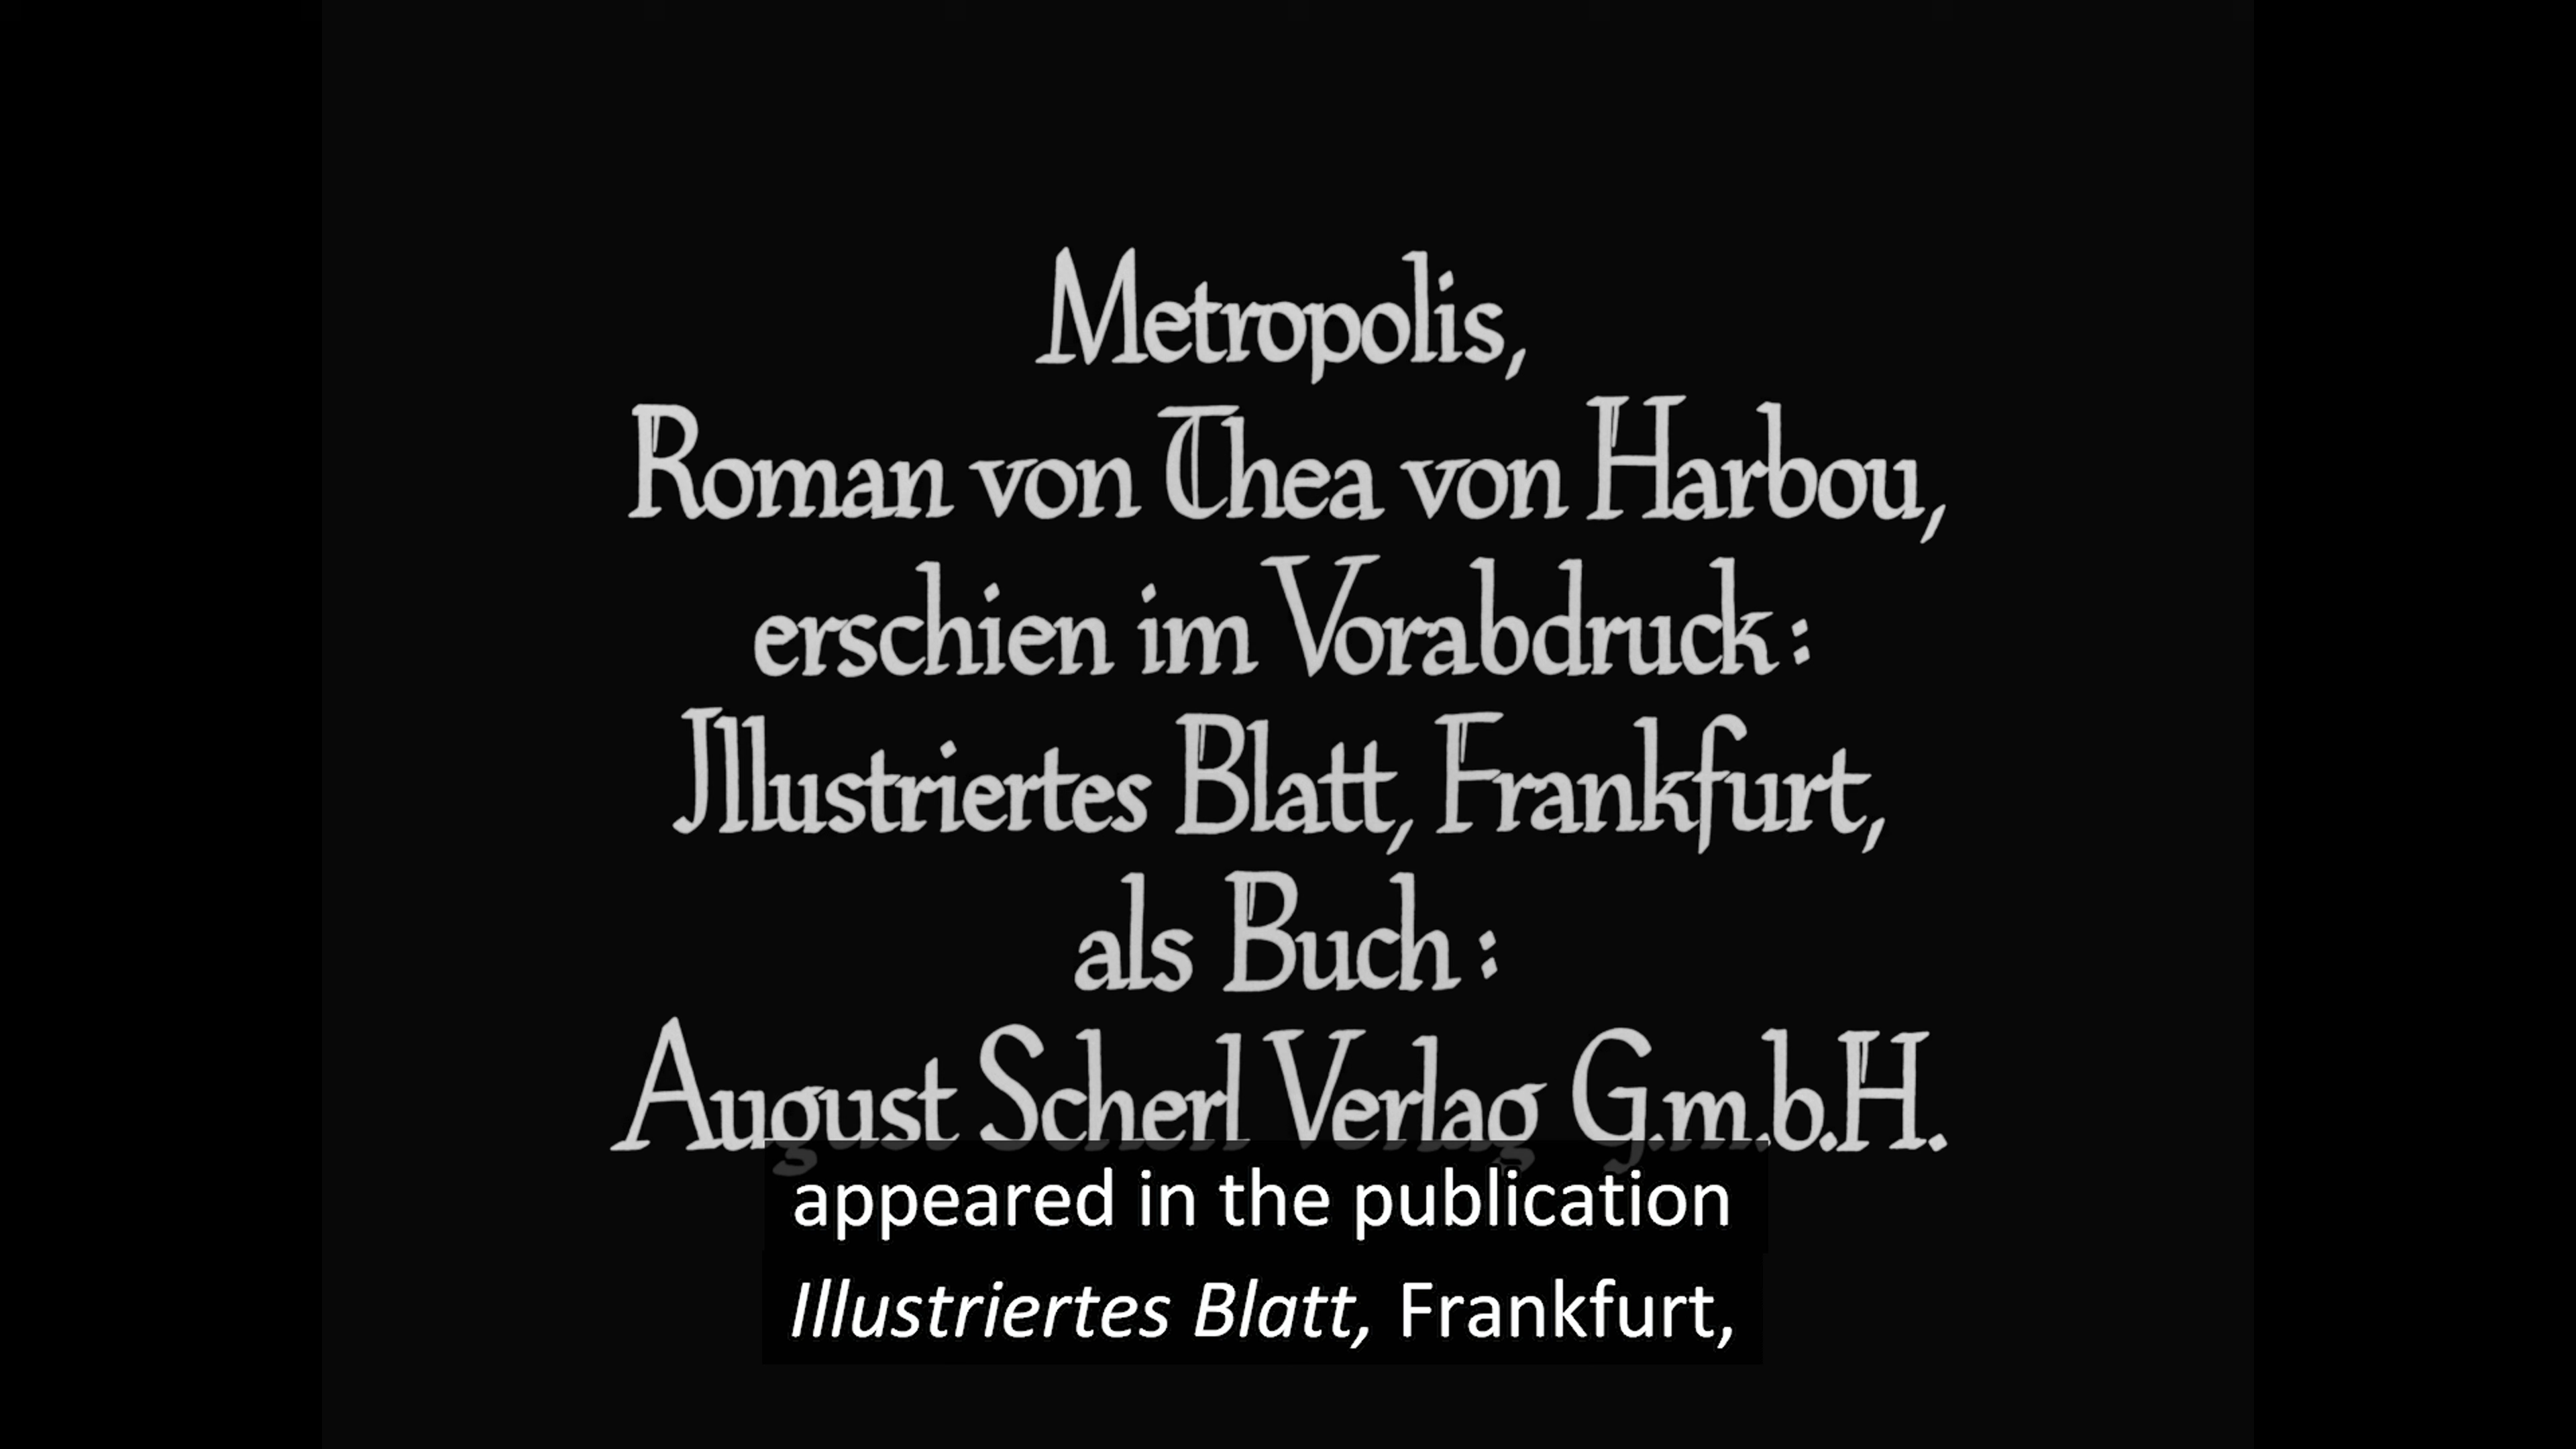 Metropolis,
Roman von Thea von Harbou,
erschien im Vorabdruck:
Jllustriertes Blatt, Frankfurt,
als Buch:
August Scherl Verlag G.m.b.H.
appeared in the publication
Illustriertes Blatt, Frankfurt,